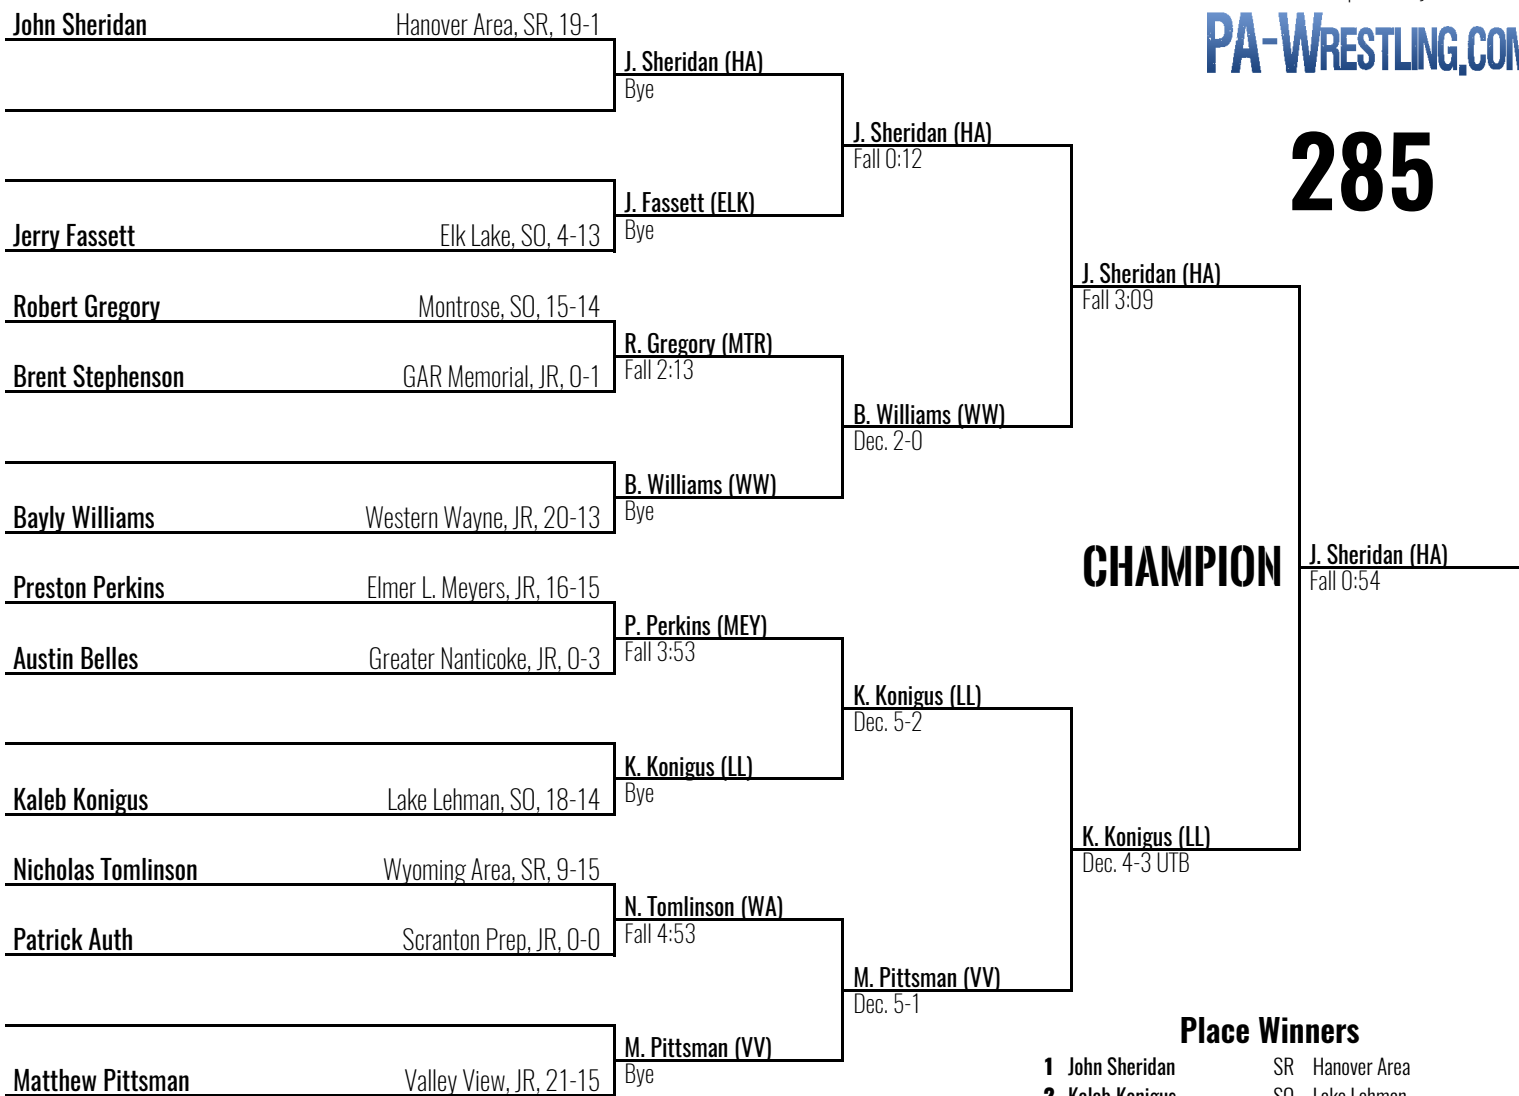 John Sheridan Hanover Area, SR, 19-1
J. Sheridan (HA)
Bye
PA-WRESTLING.COM
J. Sheridan (HA)
Fall 0:12
285
J. Fassett (ELK)
Bye
Jerry Fassett Elk Lake, SO, 4-13
J. Sheridan (HA)
Fall 3:09
Robert Gregory Montrose, SO, 15-14
R. Gregory (MTR)
Fall 2:13
Brent Stephenson GAR Memorial, JR, 0-1
B. Williams (WW)
Dec. 2-0
B. Williams (WW)
Bye
Bayly Williams Western Wayne, JR, 20-13
CHAMPION
J. Sheridan (HA)
Fall 0:54
Preston Perkins Elmer L. Meyers, JR, 16-15
P. Perkins (MEY)
Fall 3:53
Austin Belles Greater Nanticoke, JR, 0-3
K. Konigus (LL)
Dec. 5-2
K. Konigus (LL)
Bye
Kaleb Konigus Lake Lehman, SO, 18-14
K. Konigus (LL)
Dec. 4-3 UTB
Nicholas Tomlinson Wyoming Area, SR, 9-15
N. Tomlinson (WA)
Fall 4:53
Patrick Auth Scranton Prep, JR, 0-0
M. Pittsman (VV)
Dec. 5-1
Place Winners
M. Pittsman (VV)
Bye
1 John Sheridan SR Hanover Area
Matthew Pittsman Valley View, JR, 21-15
2 Kaleb Konigus SO Lake Lehman